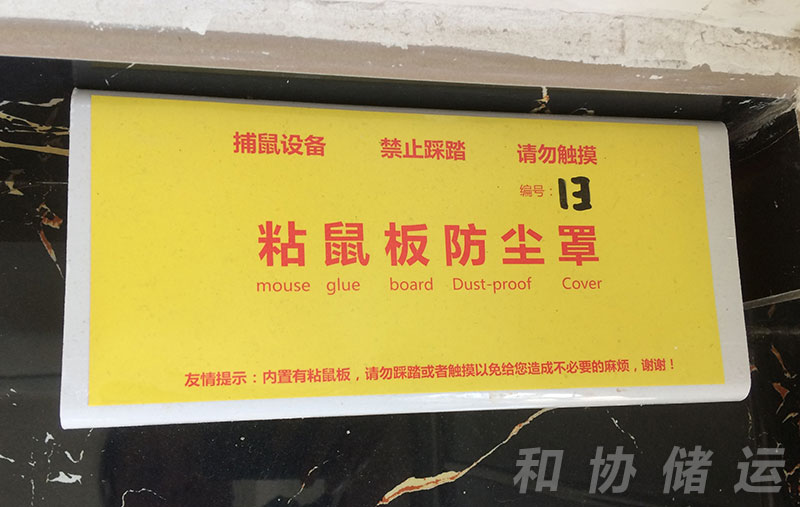 捕鼠设备 禁止踩踏 请勿触摸
编号:13
粘鼠板防尘罩
mouse glue board Dust-proof Cover
友情提示:内置有粘鼠板,请勿踩踏或者触摸以免给您造成不必要的麻烦,谢谢!
和协储运